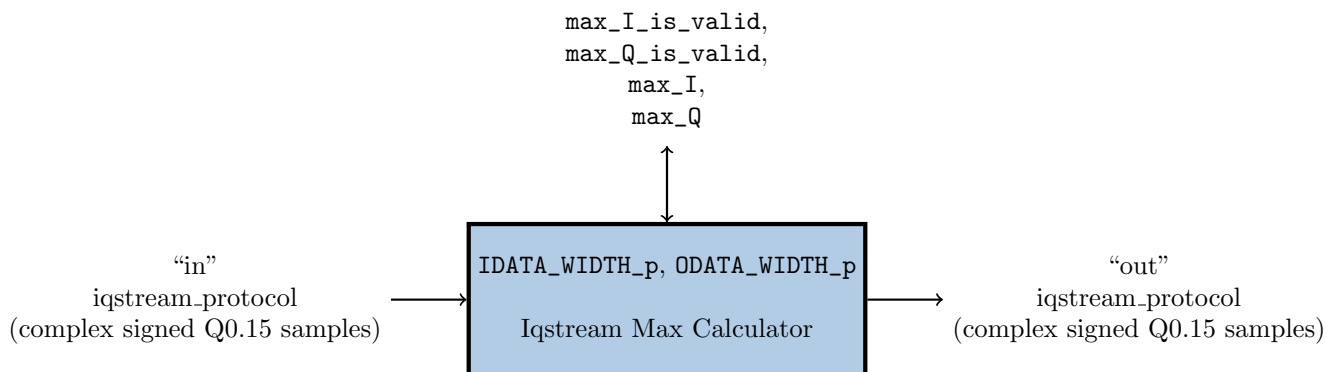 max_I_is_valid,
max_Q_is_valid,
max_I,
max_Q
“in”
iqstream_protocol
(complex signed Q0.15 samples)
IDATA_WIDTH_p, ODATA_WIDTH_p
Iqstream Max Calculator
“out”
iqstream_protocol
(complex signed Q0.15 samples)